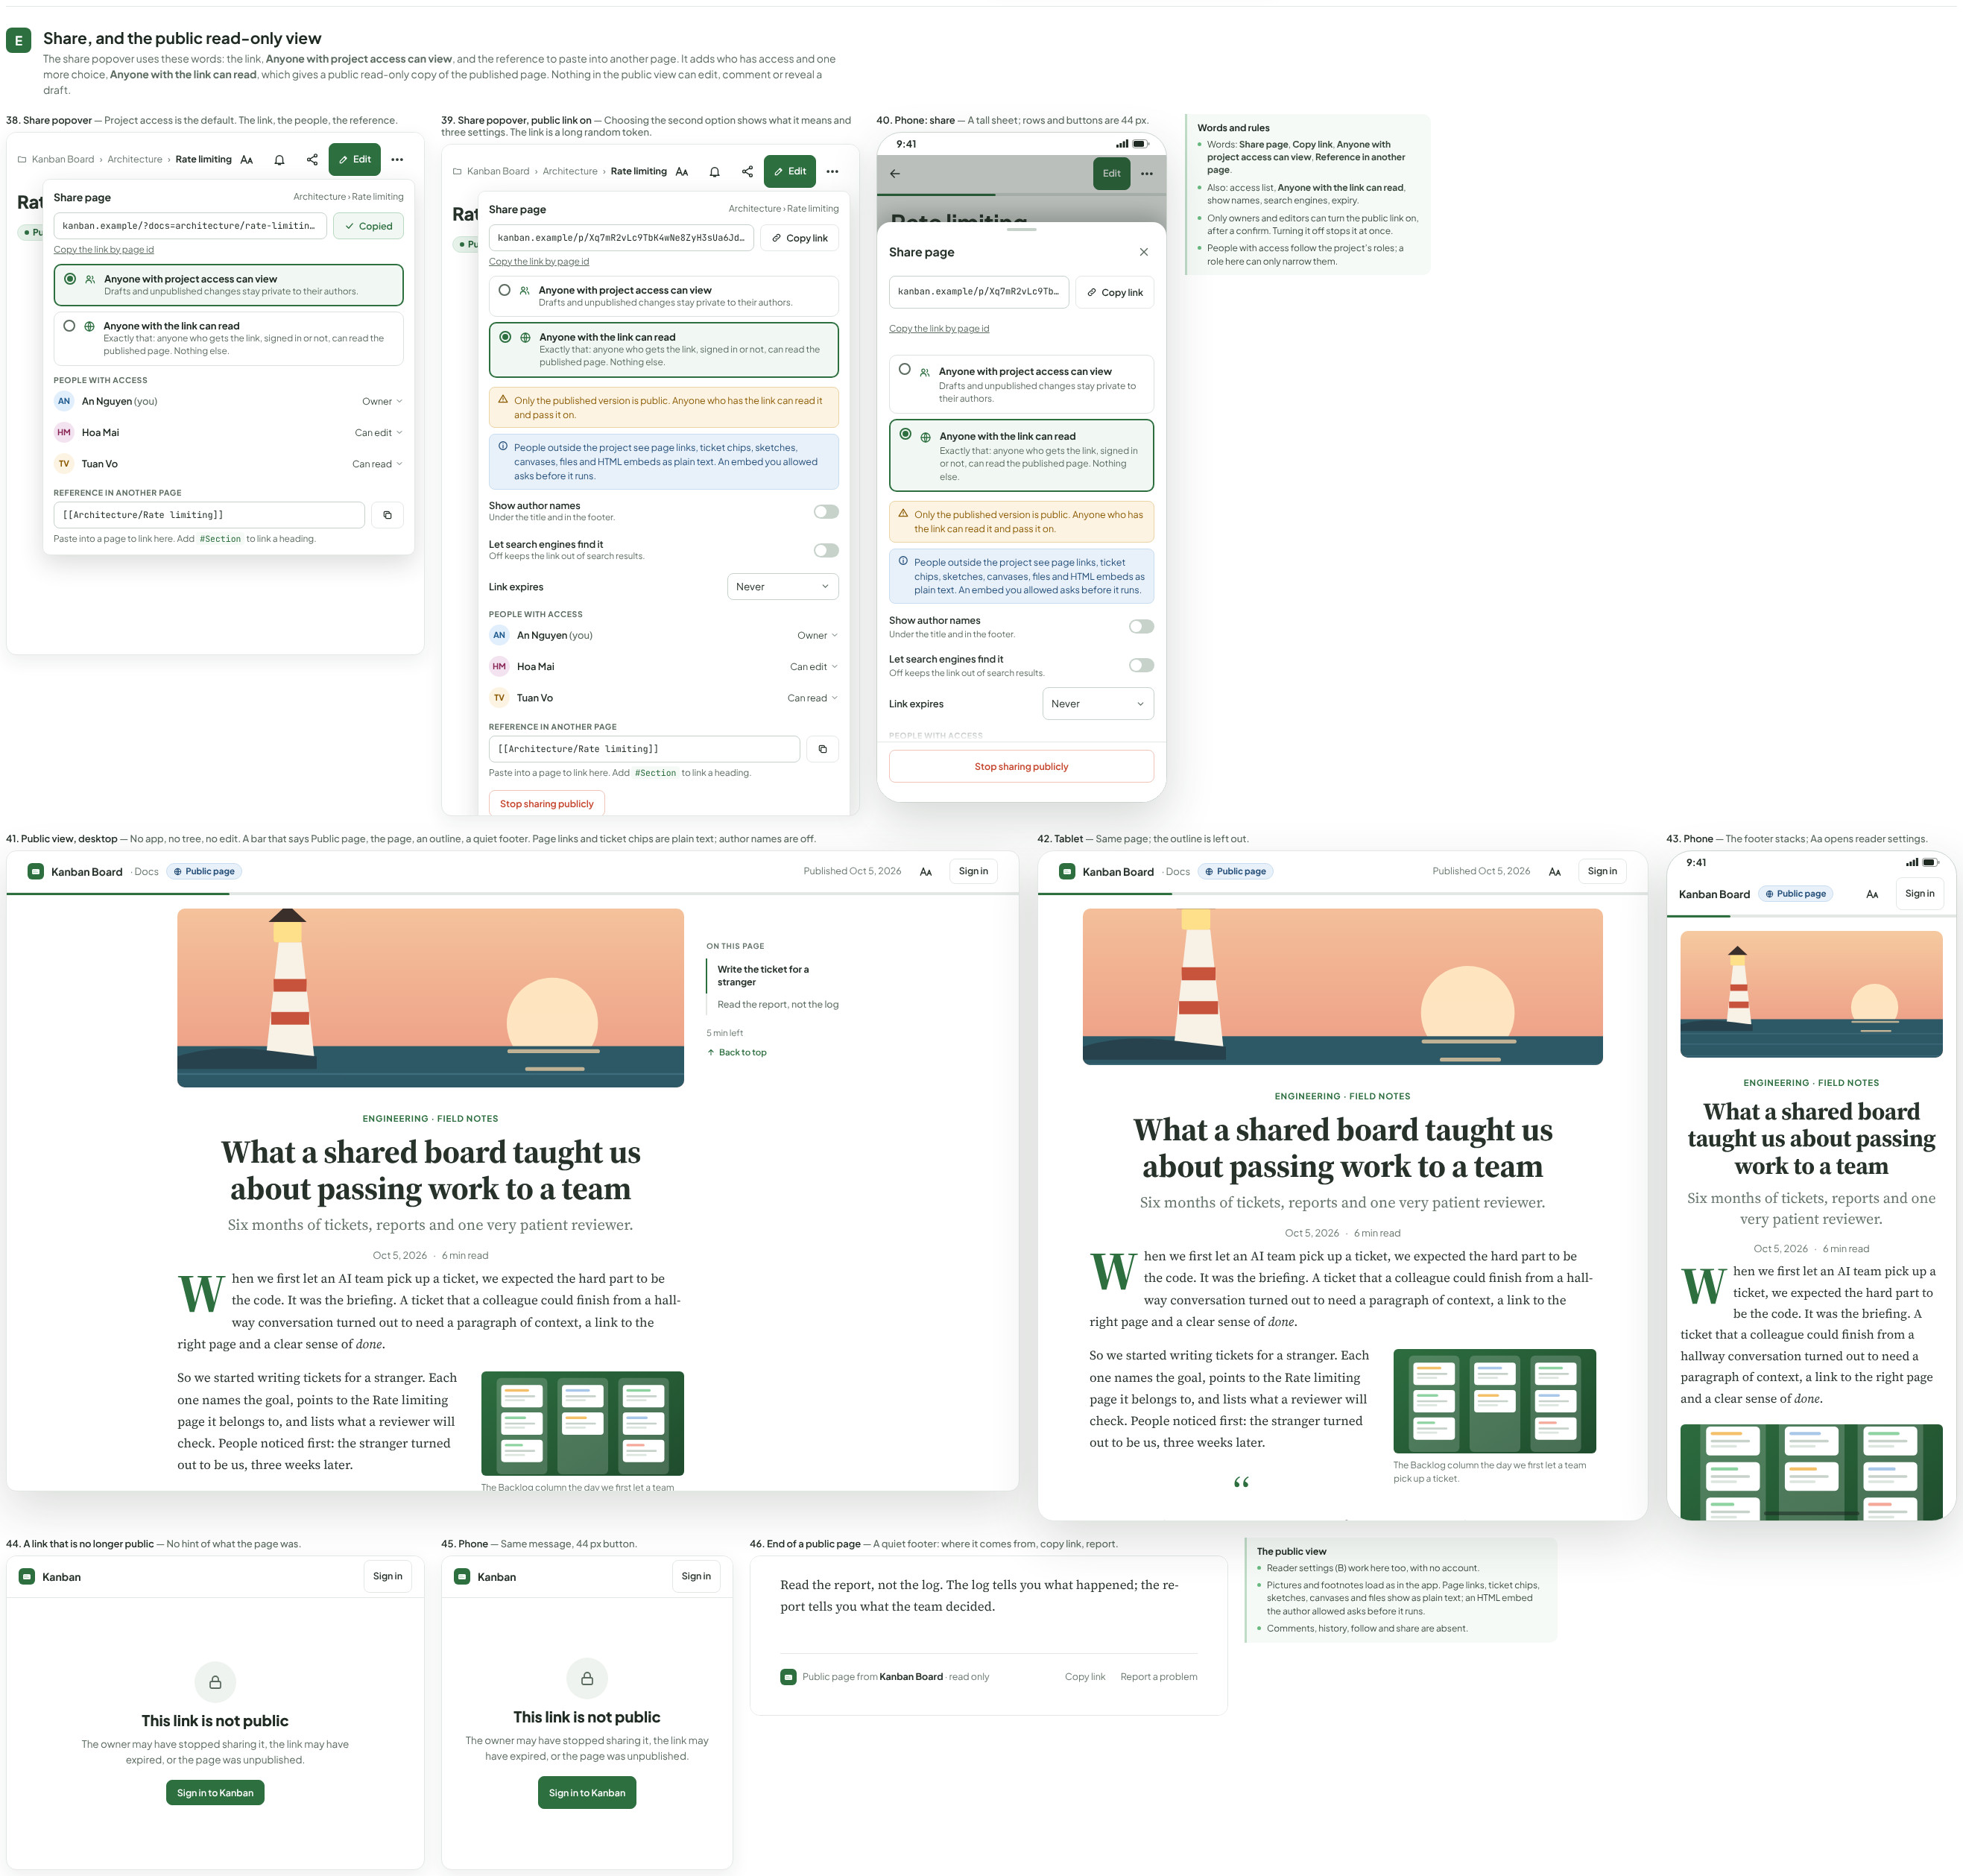 E
Share, and the public read-only view
The share popover uses these words: the link, Anyone with project access can view, and the reference to paste into another page. It adds who has access and one
more choice, Anyone with the link can read, which gives a public read-only copy of the published page. Nothing in the public view can edit, comment or reveal a
draft.
38. Share popover — Project access is the default. The link, the people, the reference.
Kanban Board › Architecture › Rate limiting
Edit
Share page
Architecture › Rate limiting
kanban.example/?docs=architecture/rate-limitin…
Copied
Copy the link by page id
Anyone with project access can view
Drafts and unpublished changes stay private to their authors.
Anyone with the link can read
Exactly that: anyone who gets the link, signed in or not, can read the
published page. Nothing else.
PEOPLE WITH ACCESS
AN An Nguyen (you) Owner
HM Hoa Mai Can edit
TV Tuan Vo Can read
REFERENCE IN ANOTHER PAGE
[[Architecture/Rate limiting]]
Paste into a page to link here. Add #Section to link a heading.
39. Share popover, public link on — Choosing the second option shows what it means and
three settings. The link is a long random token.
Kanban Board › Architecture › Rate limiting
Edit
Share page
Architecture › Rate limiting
kanban.example/p/Xq7mR2vLc9TbK4wNe8ZyH3sUa6Jd…
Copy link
Copy the link by page id
Anyone with project access can view
Drafts and unpublished changes stay private to their authors.
Anyone with the link can read
Exactly that: anyone who gets the link, signed in or not, can read the
published page. Nothing else.
Only the published version is public. Anyone who has the link can read it
and pass it on.
People outside the project see page links, ticket chips, sketches,
canvases, files and HTML embeds as plain text. An embed you allowed
asks before it runs.
Show author names
Under the title and in the footer.
Let search engines find it
Off keeps the link out of search results.
Link expires Never
PEOPLE WITH ACCESS
AN An Nguyen (you) Owner
HM Hoa Mai Can edit
TV Tuan Vo Can read
REFERENCE IN ANOTHER PAGE
[[Architecture/Rate limiting]]
Paste into a page to link here. Add #Section to link a heading.
Stop sharing publicly
40. Phone: share — A tall sheet; rows and buttons are 44 px.
9:41
Edit
Rate limiting
Share page
kanban.example/p/Xq7mR2vLc9Tb…
Copy link
Copy the link by page id
Anyone with project access can view
Drafts and unpublished changes stay private to
their authors.
Anyone with the link can read
Exactly that: anyone who gets the link, signed in
or not, can read the published page. Nothing
else.
Only the published version is public. Anyone who has
the link can read it and pass it on.
People outside the project see page links, ticket
chips, sketches, canvases, files and HTML embeds as
plain text. An embed you allowed asks before it runs.
Show author names
Under the title and in the footer.
Let search engines find it
Off keeps the link out of search results.
Link expires Never
PEOPLE WITH ACCESS
Stop sharing publicly
Words and rules
Words: Share page, Copy link, Anyone with
project access can view, Reference in another
page.
Also: access list, Anyone with the link can read,
show names, search engines, expiry.
Only owners and editors can turn the public link on,
after a confirm. Turning it off stops it at once.
People with access follow the project's roles; a
role here can only narrow them.
41. Public view, desktop — No app, no tree, no edit. A bar that says Public page, the page, an outline, a quiet footer. Page links and ticket chips are plain text; author names are off.
Kanban Board · Docs Public page
Published Oct 5, 2026 AA Sign in
ON THIS PAGE
Write the ticket for a
stranger
Read the report, not the log
5 min left
Back to top
ENGINEERING · FIELD NOTES
What a shared board taught us
about passing work to a team
Six months of tickets, reports and one very patient reviewer.
Oct 5, 2026 · 6 min read
When we first let an AI team pick up a ticket, we expected the hard part to be
the code. It was the briefing. A ticket that a colleague could finish from a hall-
way conversation turned out to need a paragraph of context, a link to the
right page and a clear sense of done.
So we started writing tickets for a stranger. Each
one names the goal, points to the Rate limiting
page it belongs to, and lists what a reviewer will
check. People noticed first: the stranger turned
out to be us, three weeks later.
The Backlog column the day we first let a team
42. Tablet — Same page; the outline is left out.
Kanban Board · Docs Public page
Published Oct 5, 2026 AA Sign in
ENGINEERING · FIELD NOTES
What a shared board taught us
about passing work to a team
Six months of tickets, reports and one very patient reviewer.
Oct 5, 2026 · 6 min read
When we first let an AI team pick up a ticket, we expected the hard part to be
the code. It was the briefing. A ticket that a colleague could finish from a hall-
way conversation turned out to need a paragraph of context, a link to the
right page and a clear sense of done.
So we started writing tickets for a stranger. Each
one names the goal, points to the Rate limiting
page it belongs to, and lists what a reviewer will
check. People noticed first: the stranger turned
out to be us, three weeks later.
The Backlog column the day we first let a team
pick up a ticket.
“
43. Phone — The footer stacks; Aa opens reader settings.
9:41
Kanban Board Public page AA Sign in
ENGINEERING · FIELD NOTES
What a shared board
taught us about passing
work to a team
Six months of tickets, reports and one
very patient reviewer.
Oct 5, 2026 · 6 min read
When we first let an AI team pick up a
ticket, we expected the hard part to
be the code. It was the briefing. A
ticket that a colleague could finish from a
hallway conversation turned out to need a
paragraph of context, a link to the right page
and a clear sense of done.
44. A link that is no longer public — No hint of what the page was.
Kanban Sign in
This link is not public
The owner may have stopped sharing it, the link may have
expired, or the page was unpublished.
Sign in to Kanban
45. Phone — Same message, 44 px button.
Kanban Sign in
This link is not public
The owner may have stopped sharing it, the link may
have expired, or the page was unpublished.
Sign in to Kanban
46. End of a public page — A quiet footer: where it comes from, copy link, report.
Read the report, not the log. The log tells you what happened; the re-
port tells you what the team decided.
Public page from Kanban Board · read only
Copy link Report a problem
The public view
Reader settings (B) work here too, with no account.
Pictures and footnotes load as in the app. Page links, ticket chips,
sketches, canvases and files show as plain text; an HTML embed
the author allowed asks before it runs.
Comments, history, follow and share are absent.